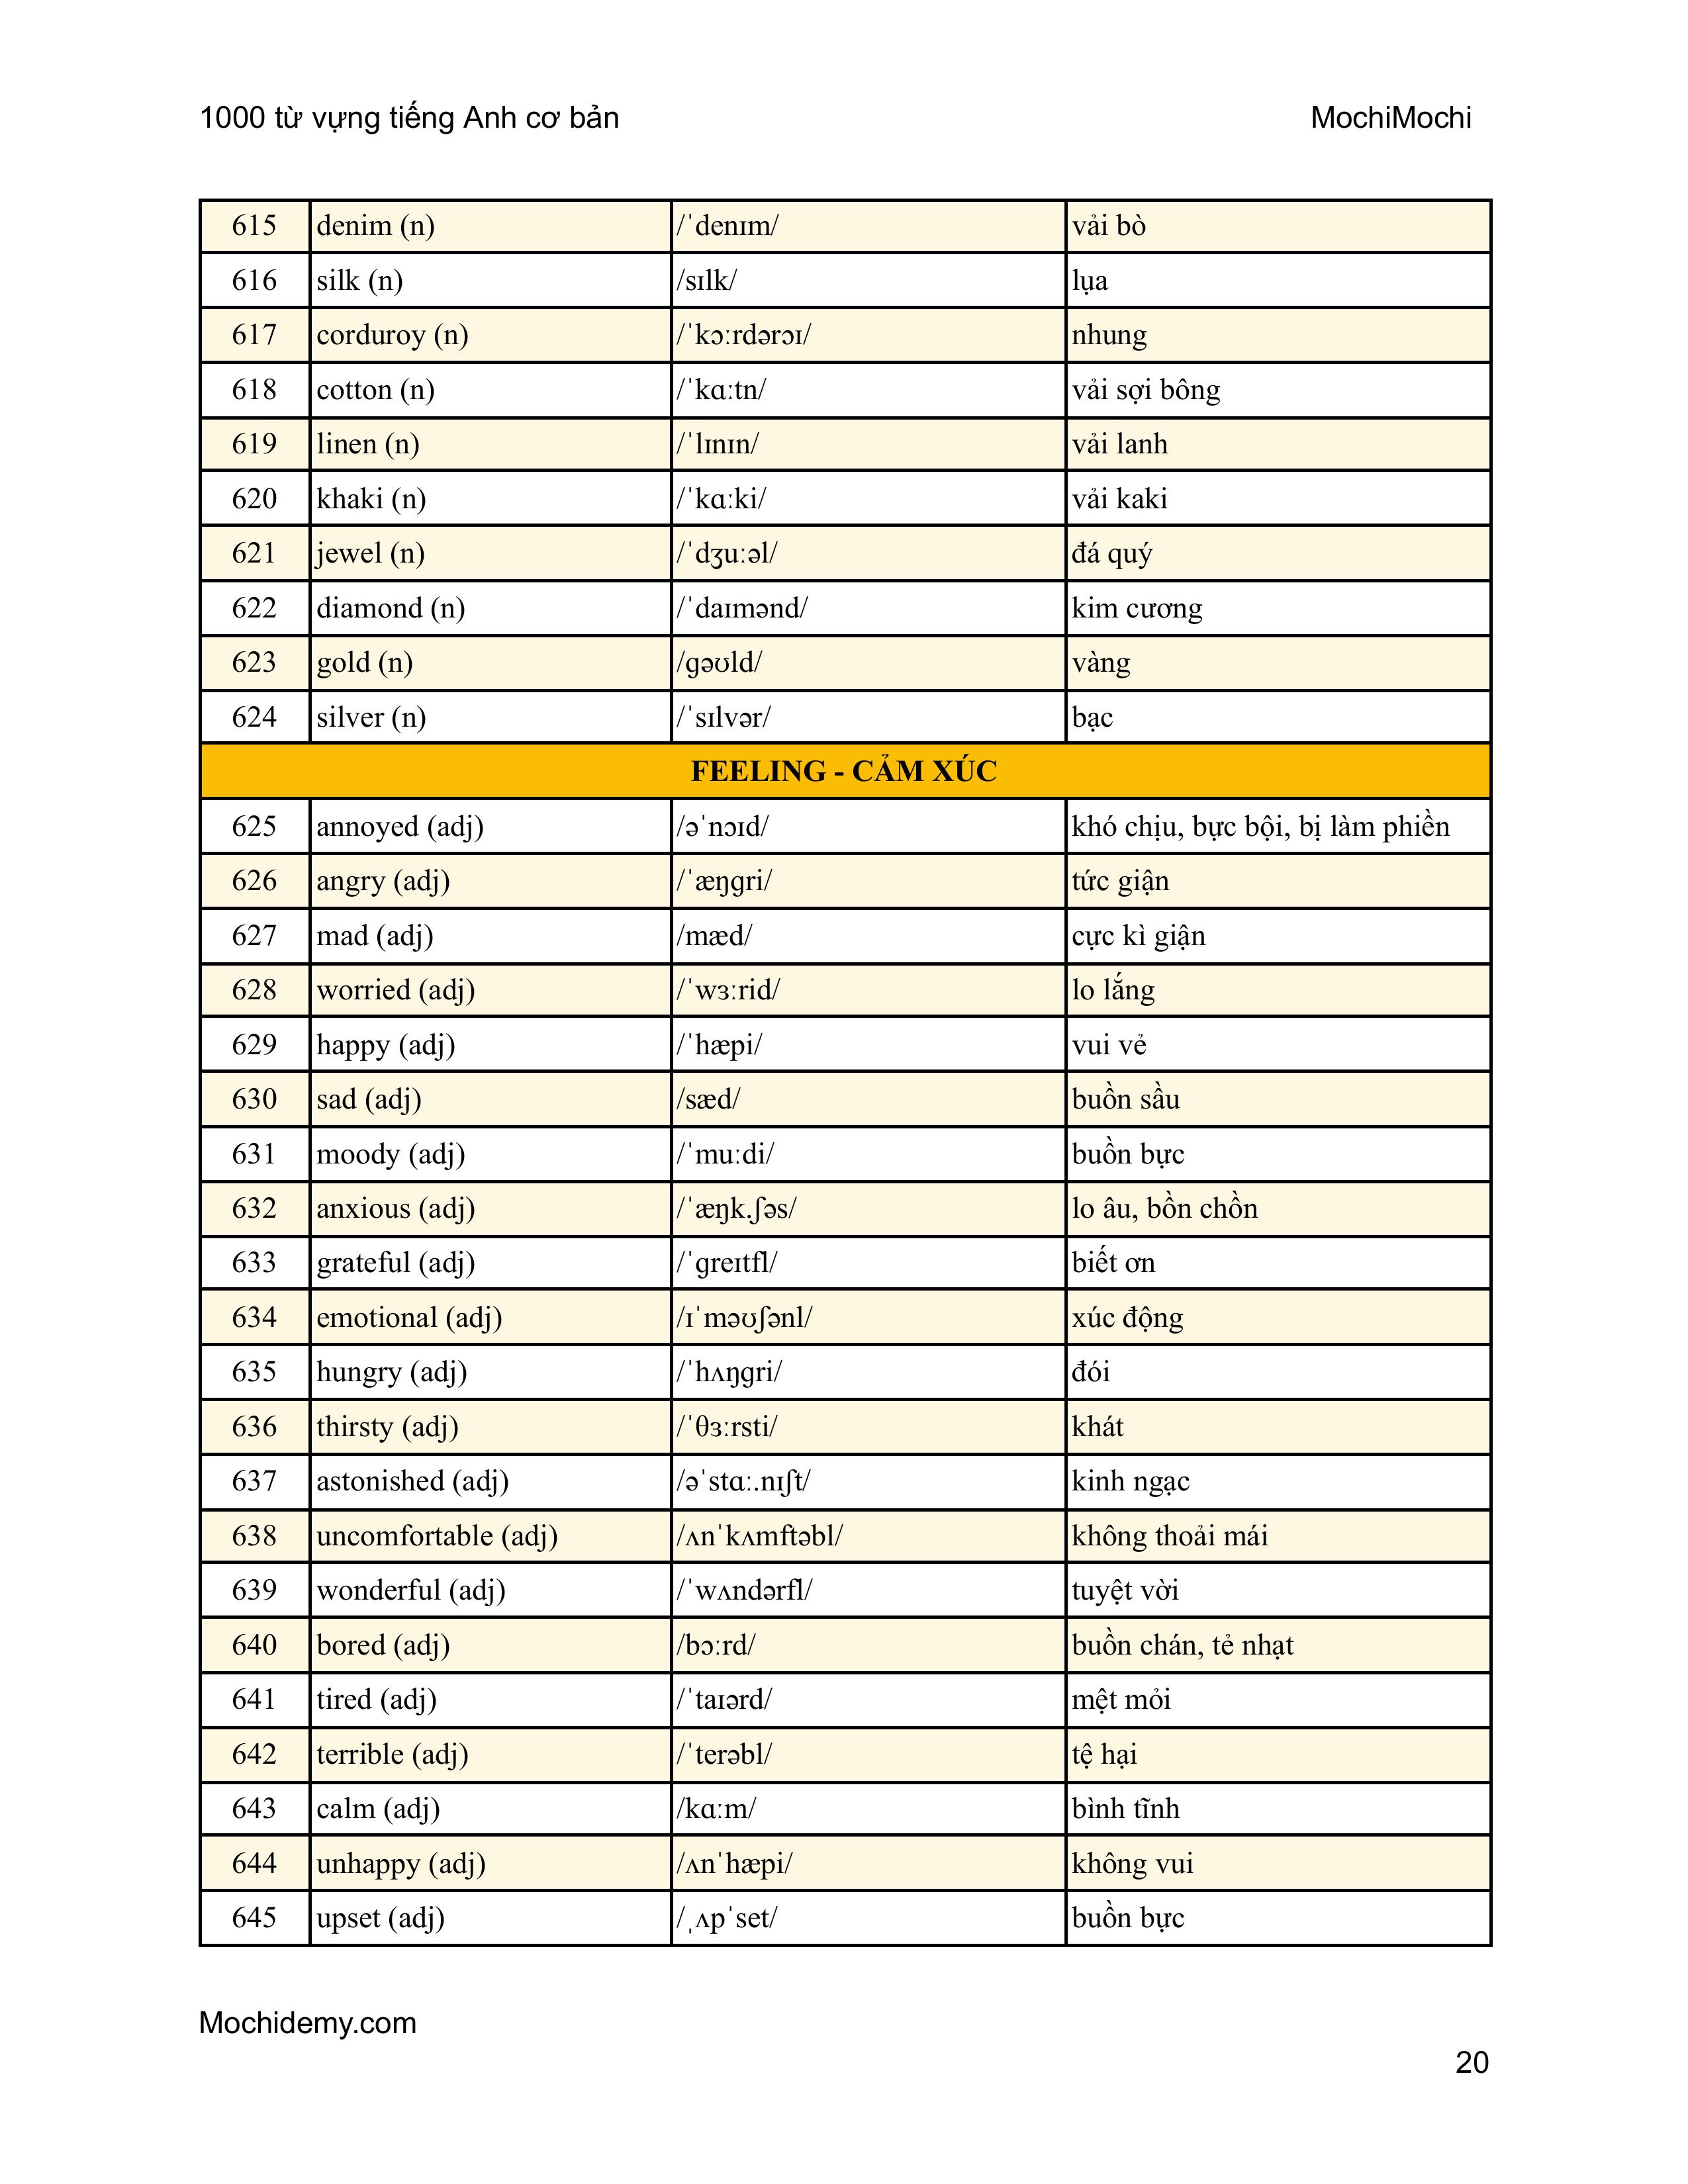 1000 từ vựng tiếng Anh cơ bản MochiMochi
615 denim (n) /ˈdenɪm/ vải bò
616 silk (n) /sɪlk/ lụa
617 corduroy (n) /ˈkɔːrdərɔɪ/ nhung
618 cotton (n) /ˈkɑːtn/ vải sợi bông
619 linen (n) /ˈlɪnɪn/ vải lanh
620 khaki (n) /ˈkɑːki/ vải kaki
621 jewel (n) /ˈdʒuːəl/ đá quý
622 diamond (n) /ˈdaɪmənd/ kim cương
623 gold (n) /ɡəʊld/ vàng
624 silver (n) /ˈsɪlvər/ bạc
FEELING - CẢM XÚC
625 annoyed (adj) /əˈnɔɪd/ khó chịu, bực bội, bị làm phiền
626 angry (adj) /ˈæŋɡri/ tức giận
627 mad (adj) /mæd/ cực kì giận
628 worried (adj) /ˈwɜːrid/ lo lắng
629 happy (adj) /ˈhæpi/ vui vẻ
630 sad (adj) /sæd/ buồn sầu
631 moody (adj) /ˈmuːdi/ buồn bực
632 anxious (adj) /ˈæŋk.ʃəs/ lo âu, bồn chồn
633 grateful (adj) /ˈɡreɪtfl/ biết ơn
634 emotional (adj) /ɪˈməʊʃənl/ xúc động
635 hungry (adj) /ˈhʌŋɡri/ đói
636 thirsty (adj) /ˈθɜːrsti/ khát
637 astonished (adj) /əˈstɑː.nɪʃt/ kinh ngạc
638 uncomfortable (adj) /ʌnˈkʌmftəbl/ không thoải mái
639 wonderful (adj) /ˈwʌndərfl/ tuyệt vời
640 bored (adj) /bɔːrd/ buồn chán, tẻ nhạt
641 tired (adj) /ˈtaɪərd/ mệt mỏi
642 terrible (adj) /ˈterəbl/ tệ hại
643 calm (adj) /kɑːm/ bình tĩnh
644 unhappy (adj) /ʌnˈhæpi/ không vui
645 upset (adj) /ˌʌpˈset/ buồn bực
Mochidemy.com
20